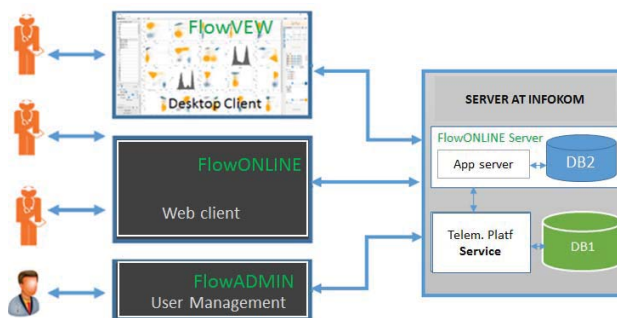 FlowVEW
Desktop Client
FlowONLINE
Web client
FlowADMIN
User Management
SERVER AT INFOKOM
FlowONLINE Server
App server
DB2
Telem. Platf
Service
DB1